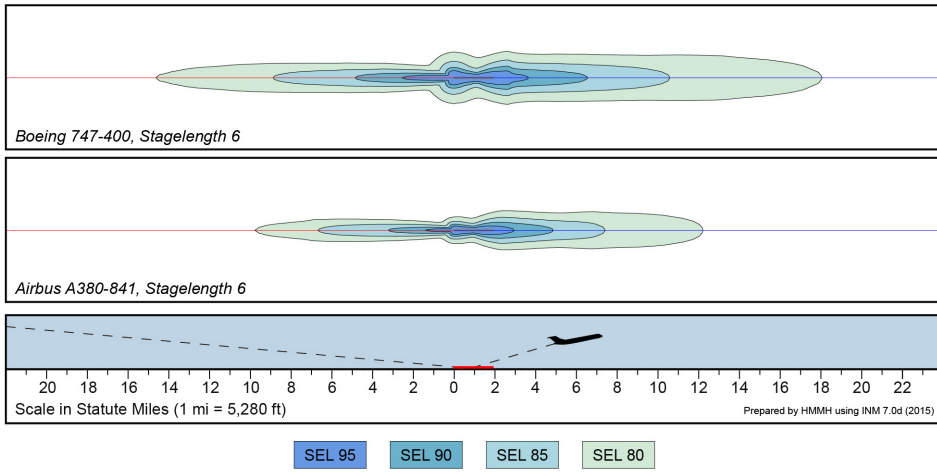 Boeing 747-400, Stagelength 6
Airbus A380-841, Stagelength 6
20 18 16 14 12 10 8 6 4 2 0 2 4 6 8 10 12 14 16 18 20 22
Scale in Statute Miles (1 mi = 5,280 ft) Prepared by HMMH using INM 7.0d (2015)
SEL 95 SEL 90 SEL 85 SEL 80